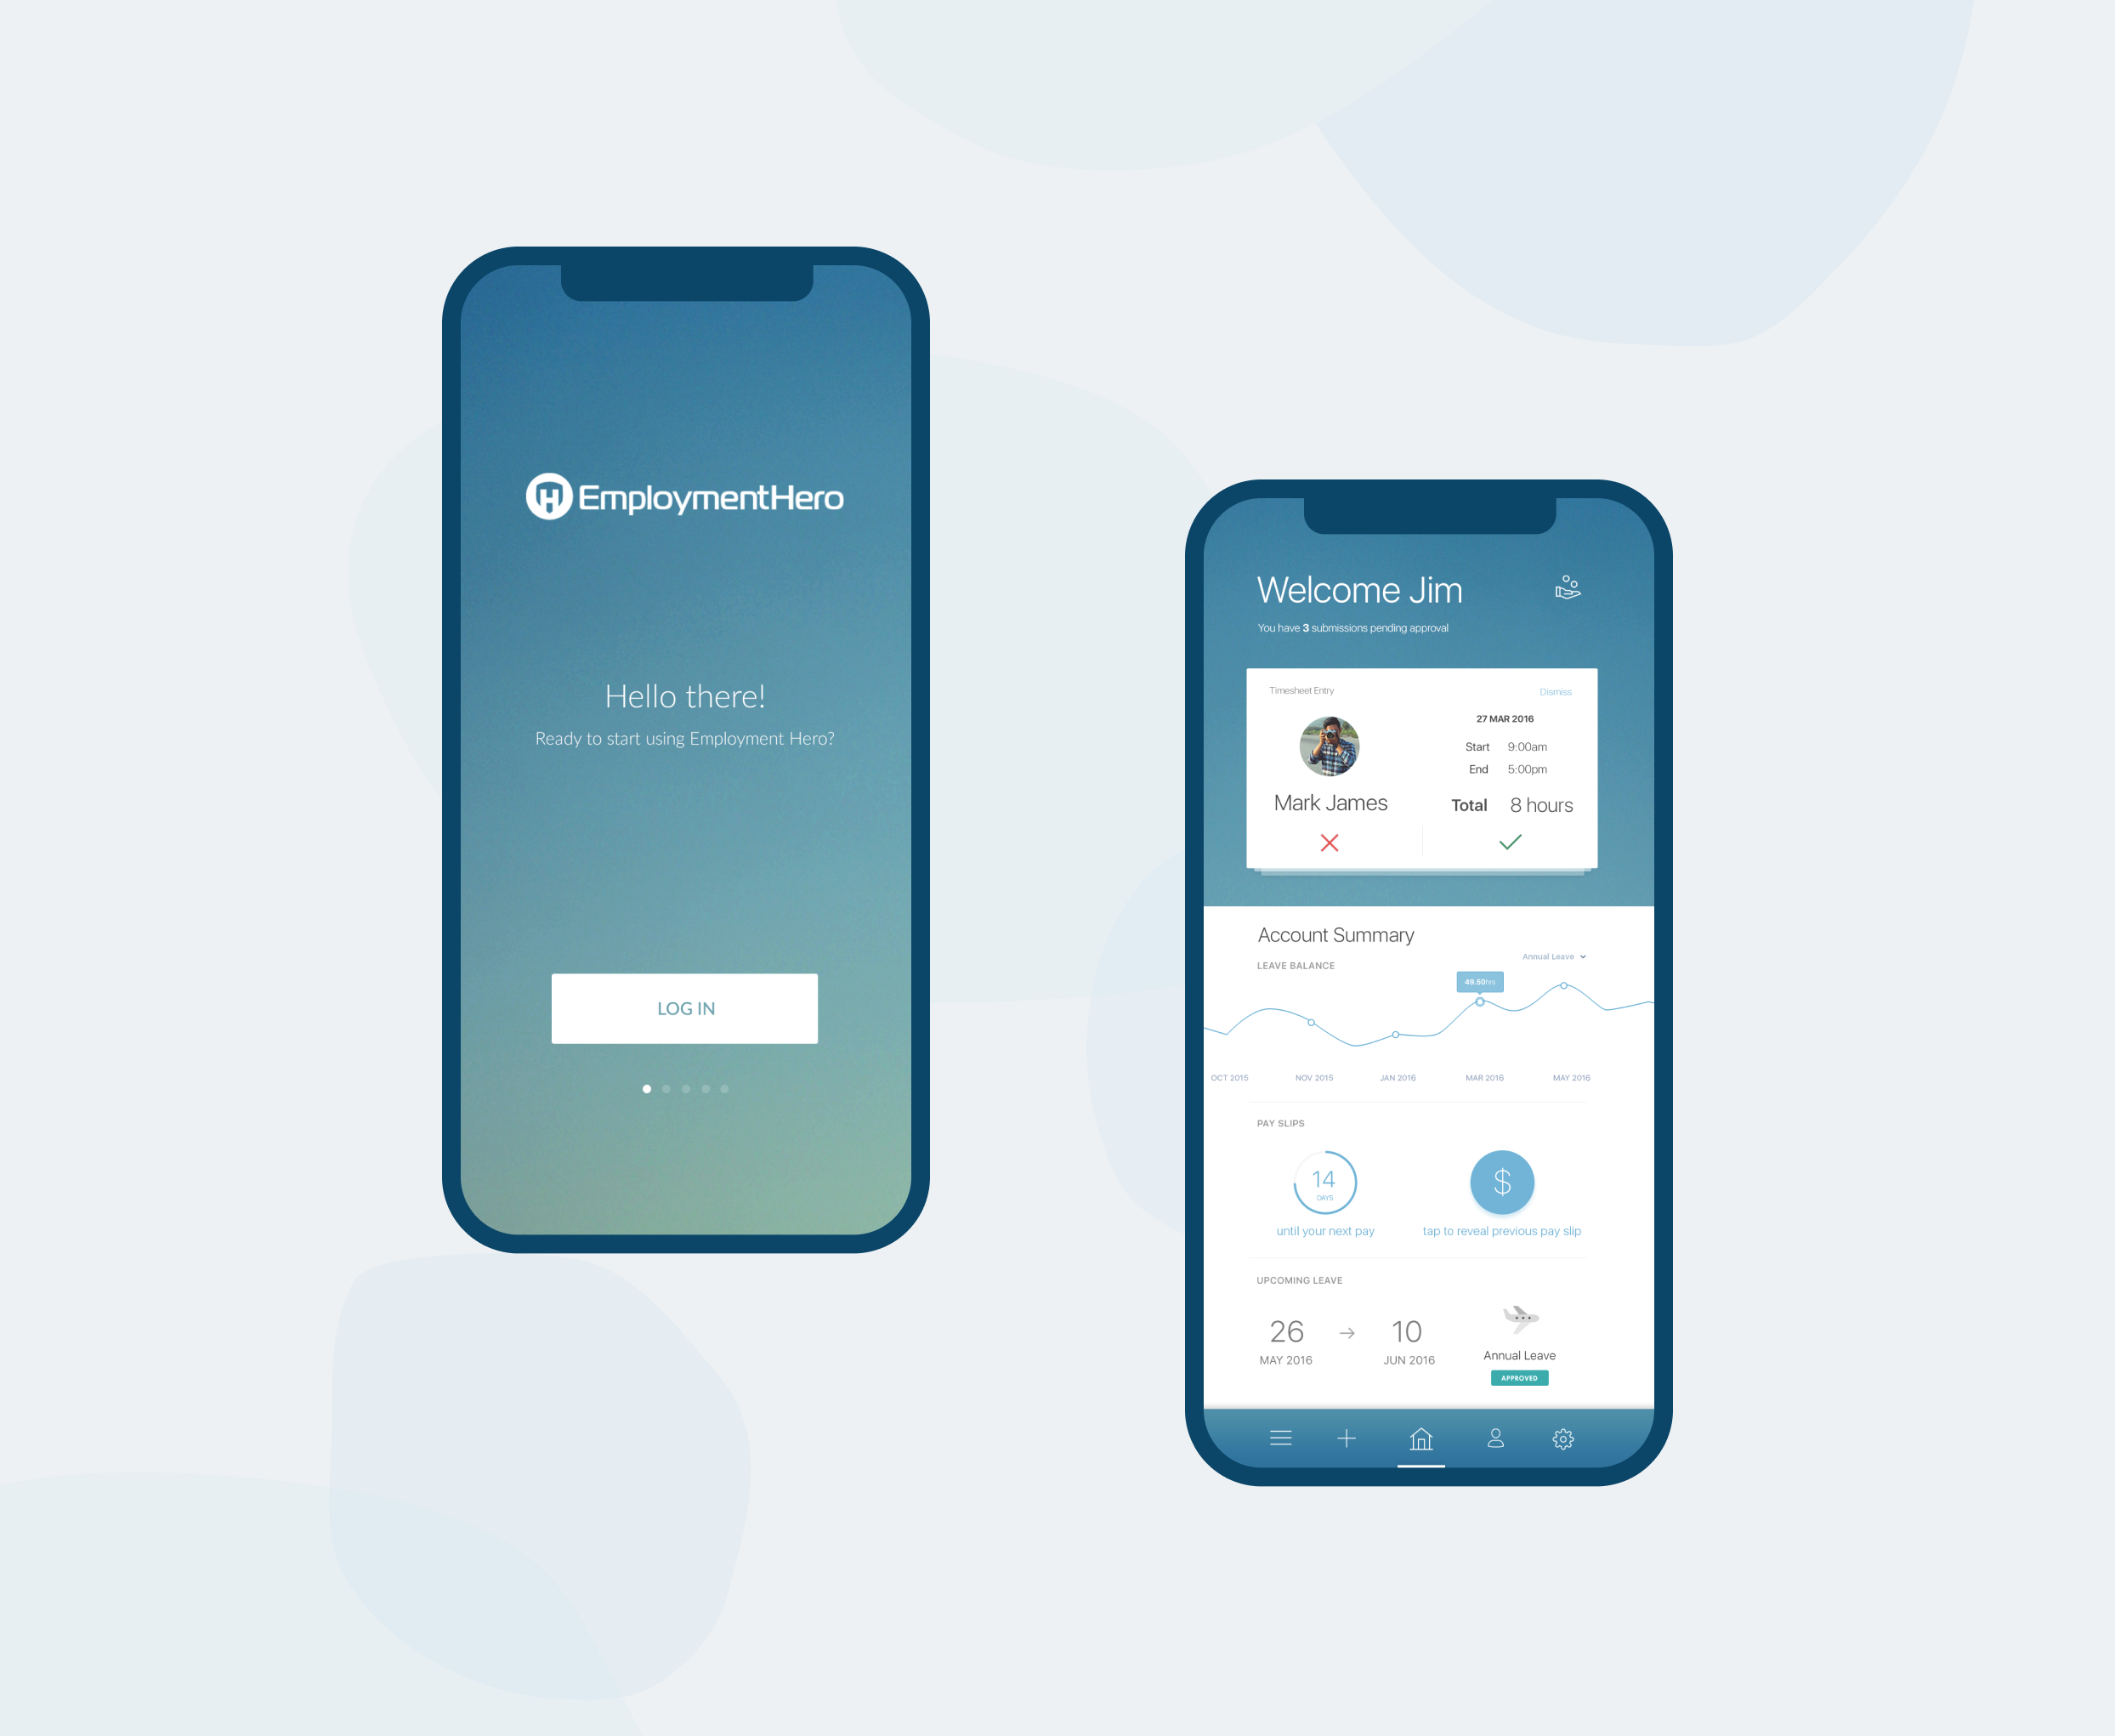 EmploymentHero
Hello there!
Ready to start using Employment Hero?
LOG IN
Welcome Jim
You have 3 submissions pending approval
Timesheet Entry
Dismiss
27 MAR 2016
Start 9:00am
End 5:00pm
Mark James
Total 8 hours
Account Summary
Annual Leave
LEAVE BALANCE
49.50hrs
OCT 2015 NOV 2015 JAN 2016 MAR 2016 MAY 2016
PAY SLIPS
14
DAYS
$
until your next pay
tap to reveal previous pay slip
UPCOMING LEAVE
26 → 10
MAY 2016 JUN 2016
Annual Leave
APPROVED